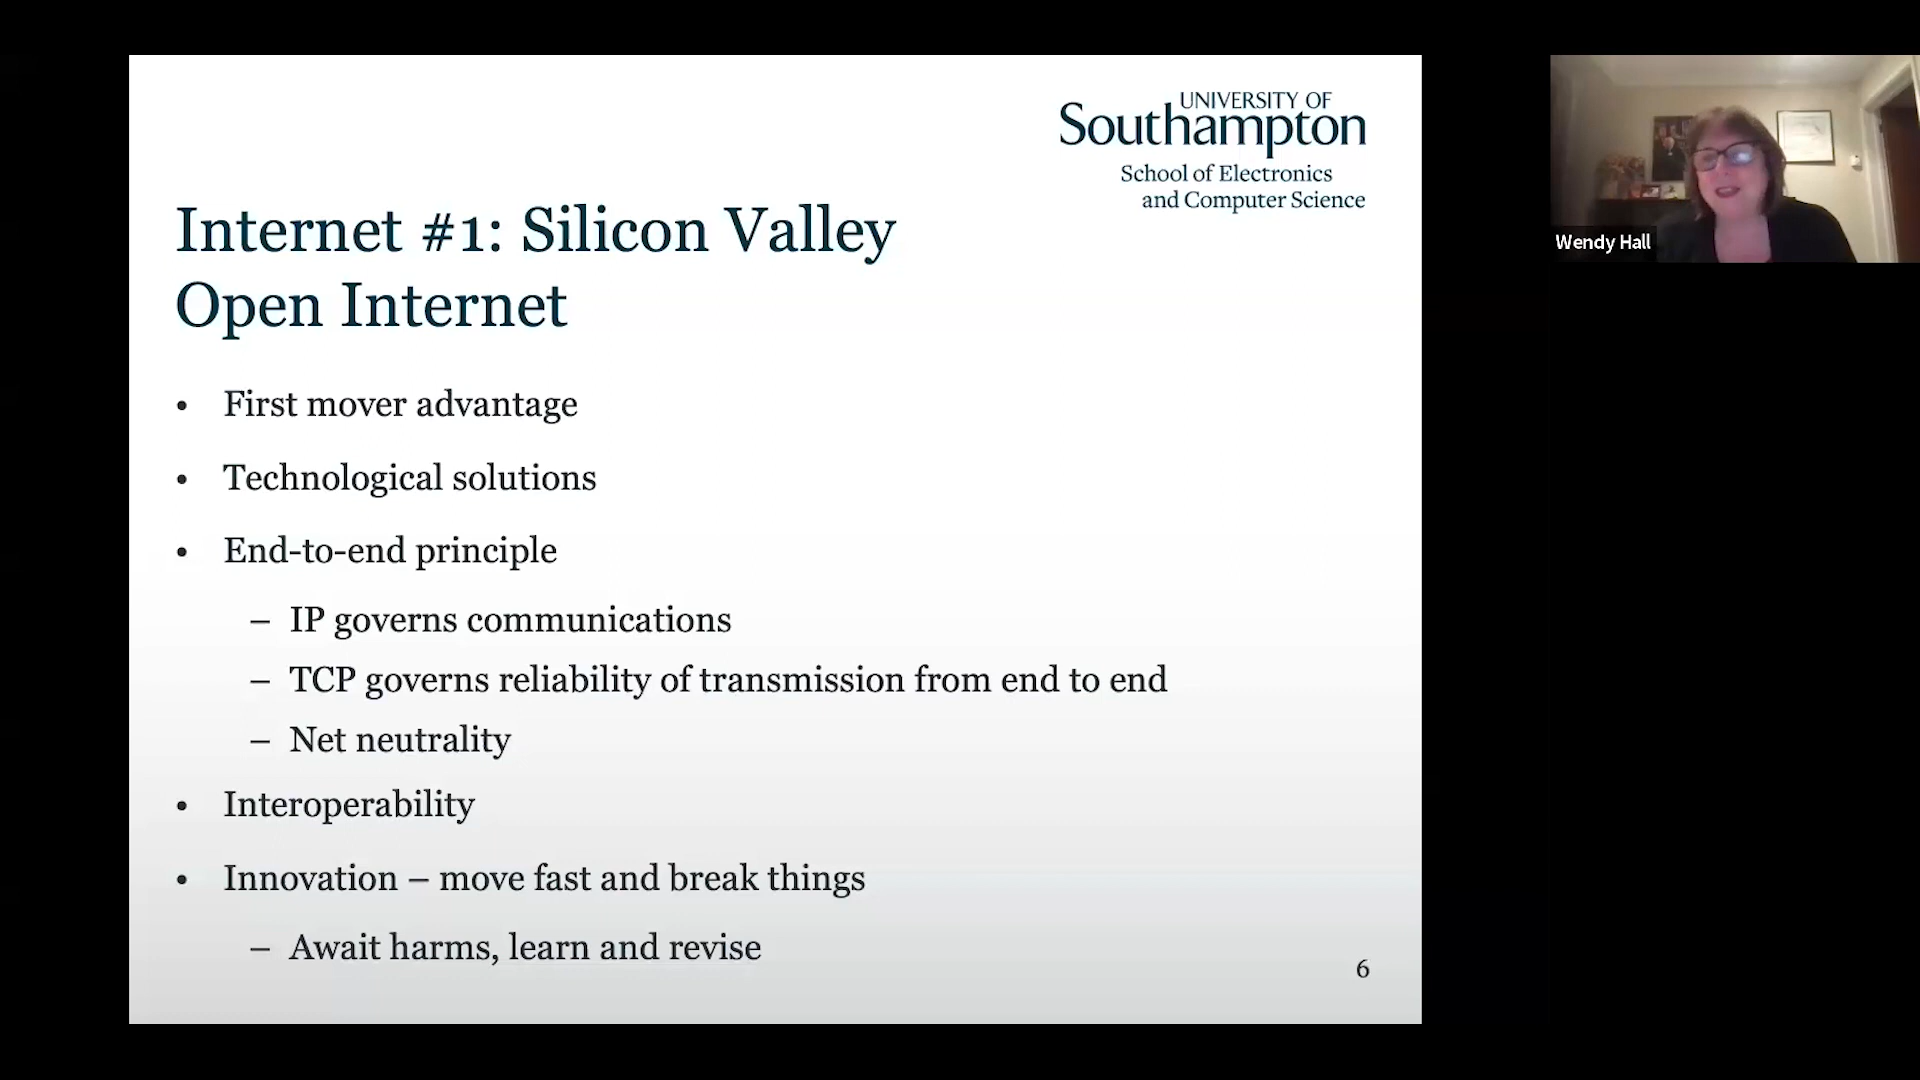 UNIVERSITY OF
Southampton
School of Electronics
and Computer Science
Wendy Hall
Internet #1: Silicon Valley
Open Internet
• First mover advantage
• Technological solutions
• End-to-end principle
– IP governs communications
– TCP governs reliability of transmission from end to end
– Net neutrality
• Interoperability
• Innovation – move fast and break things
– Await harms, learn and revise
6